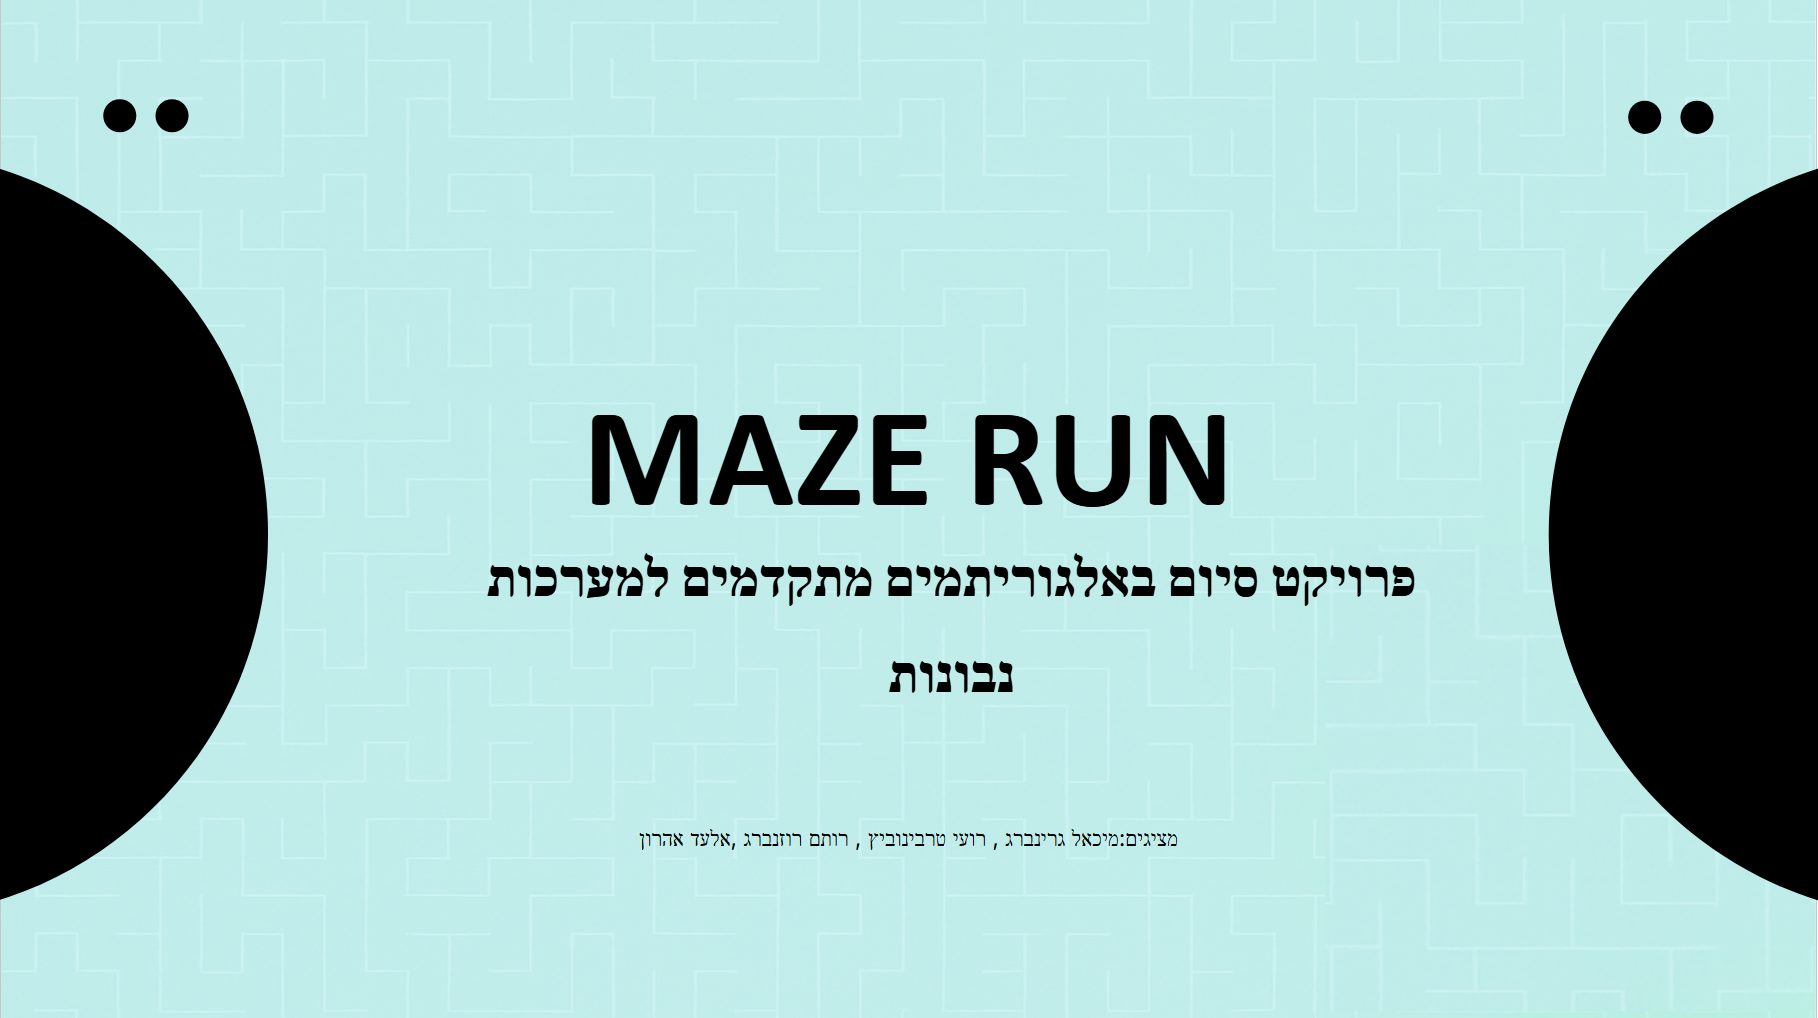 MAZE RUN
פרויקט סיום באלגוריתמים מתקדמים למערכות
נבונות
מציגים:מיכאל גרינברג , רועי טרבינוביץ , רותם רוזנברג ,אלעד אהרון